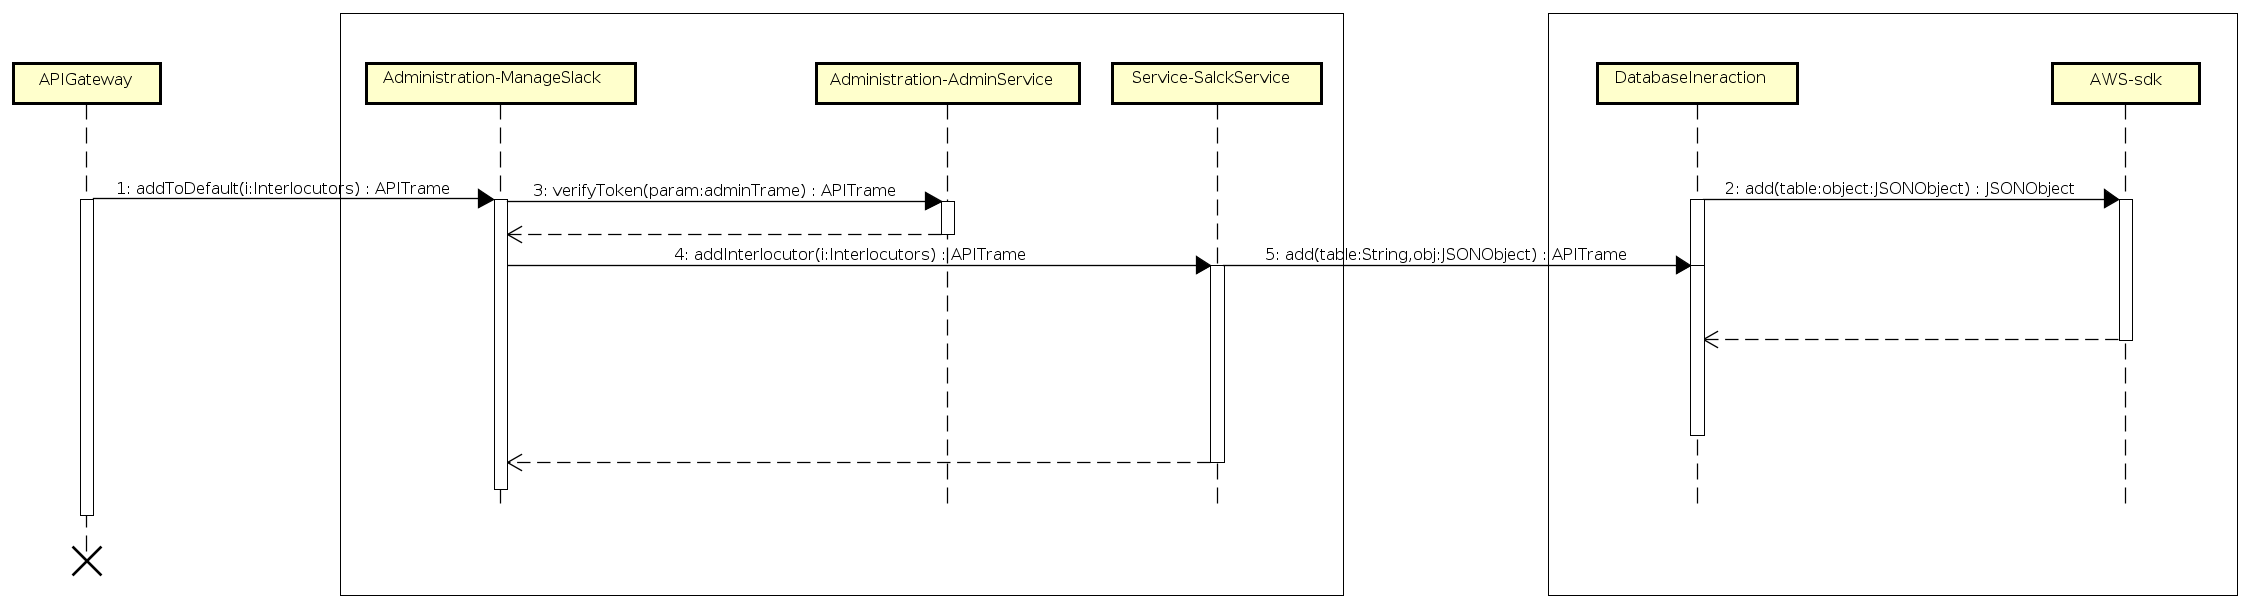 APIGateway
Administration-ManageSlack
Administration-AdminService
Service-SalckService
DatabaseIneraction
AWS-sdk
1: addToDefault(i:Interlocutors) : APITrame
3: verifyToken(param:adminTrame) : APITrame
2: add(table:object:JSONObject) : JSONObject
4: addInterlocutor(i:Interlocutors) : APITrame
5: add(table:String,obj:JSONObject) : APITrame